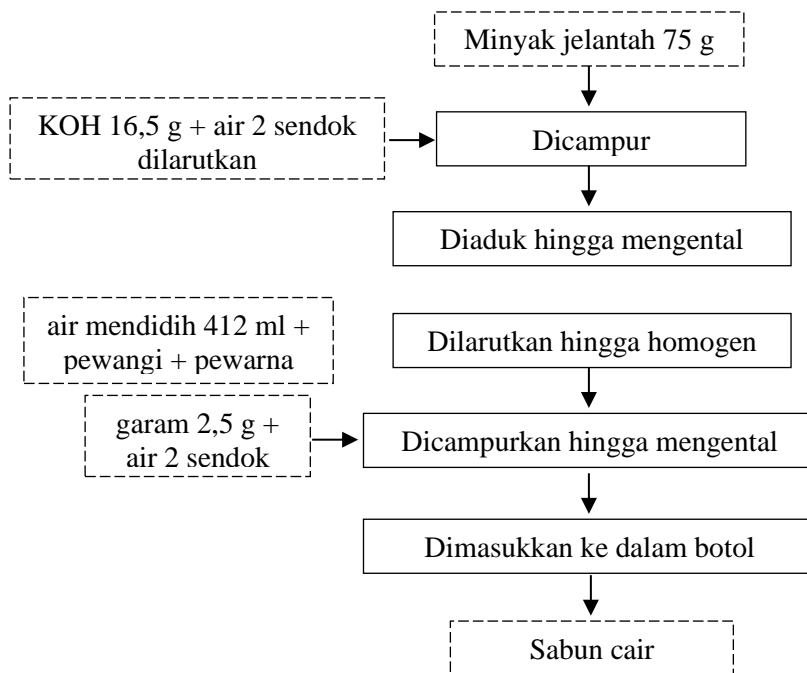 Minyak jelantah 75 g
KOH 16,5 g + air 2 sendok
dilarutkan
Dicampur
Diaduk hingga mengental
air mendidih 412 ml +
pewangi + pewarna
Dilarutkan hingga homogen
garam 2,5 g +
air 2 sendok
Dicampurkan hingga mengental
Dimasukkan ke dalam botol
Sabun cair